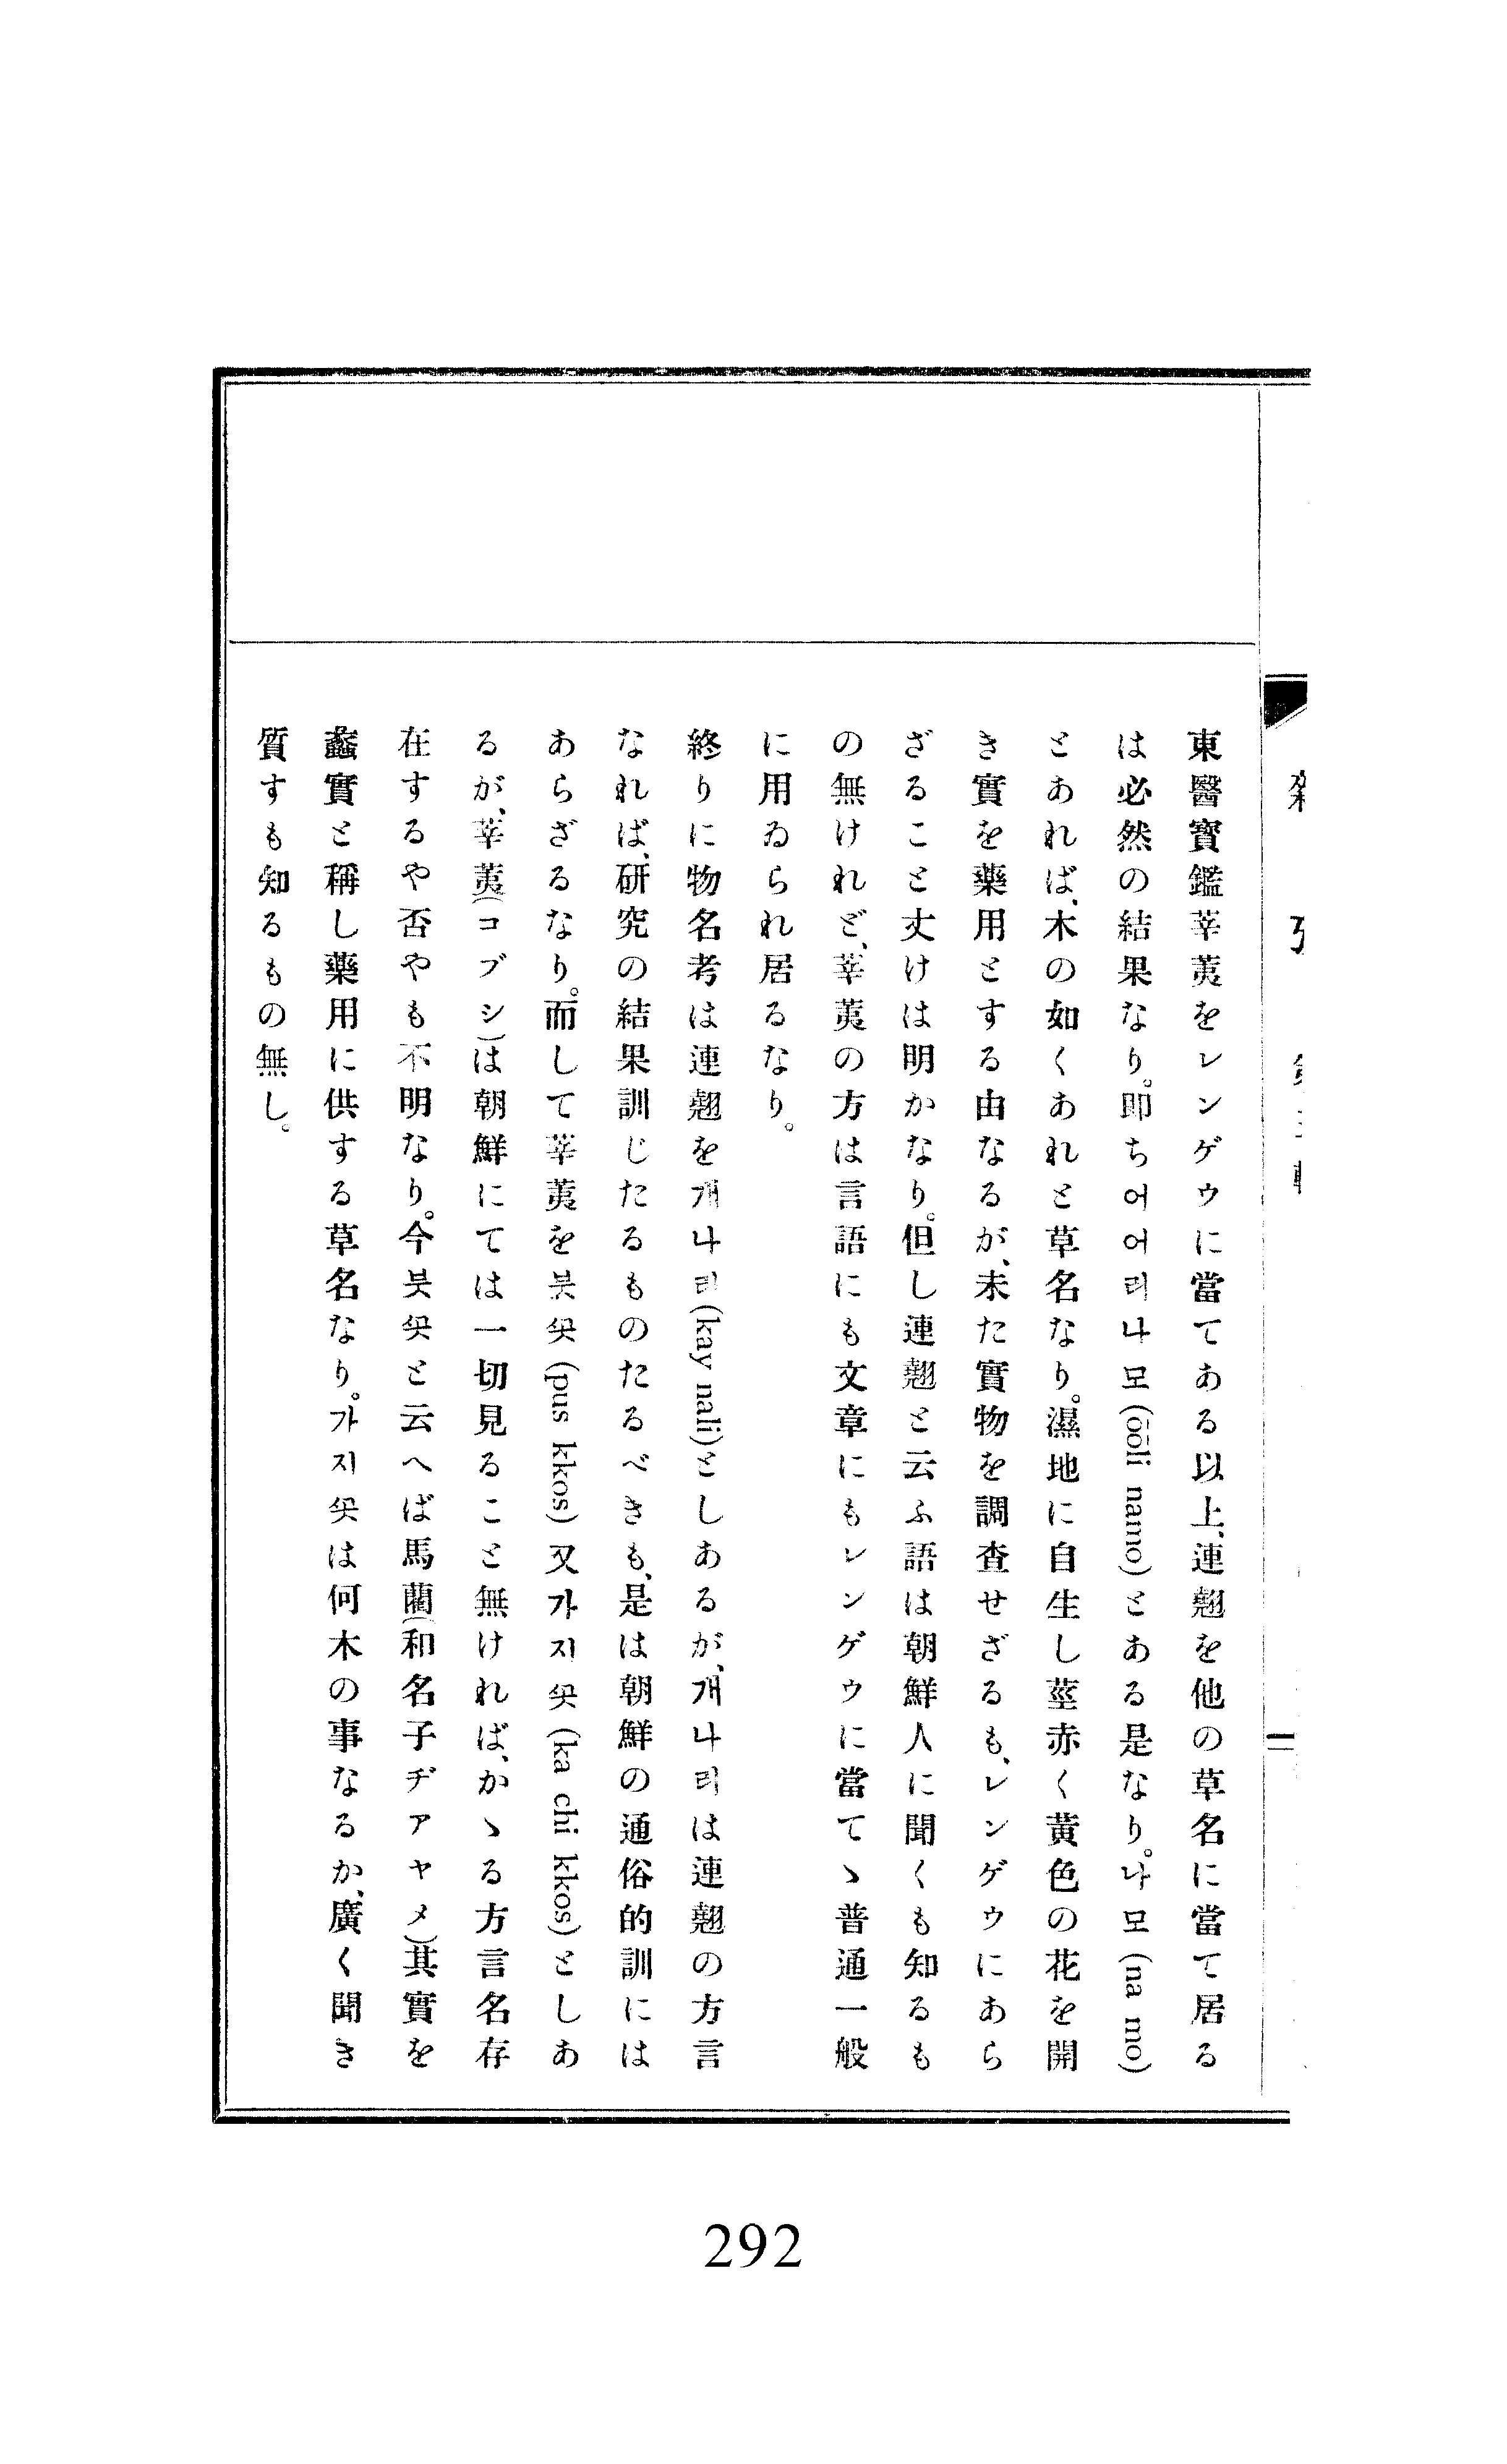 東醫寳鑑莘荑をレンゲウに當てある以上、連翹を他の草名に當て居る
は必然の結果なり。即ち어어리나모(ōōli namo)とある是なり。나모(na mo)
とあれば、木の如くあれと草名なり。濕地に自生し莖赤く黃色の花を開
き實を藥用とする由なるが、未た實物を調査せざるも、レンゲウにあら
ざること丈けは明かなり。但し連翹と云ふ語は朝鮮人に聞くも知るも
の無けれど、莘荑の方は言語にも文章にもレンゲウに當てゝ普通一般
に用ゐられ居るなり。
終りに物名考は連翹を개나리(kay nali)としあるが、개나리は連翹の方言
なれば、研究の結果訓じたるものたるべきも、是は朝鮮の通俗的訓には
あらざるなり。而して莘荑を붓꼿(pus kkos)又가지꼿(ka chi kkos)としあ
るが、莘荑(コブシ)は朝鮮にては一切見ること無ければ、かゝる方言名存
在するや否やも不明なり。今붓꼿と云へば馬藺(和名子ヂアヤメ)其實を
蠡實と稱し藥用に供する草名なり。가지꼿は何木の事なるか、廣く聞き
質すも知るもの無し。
292